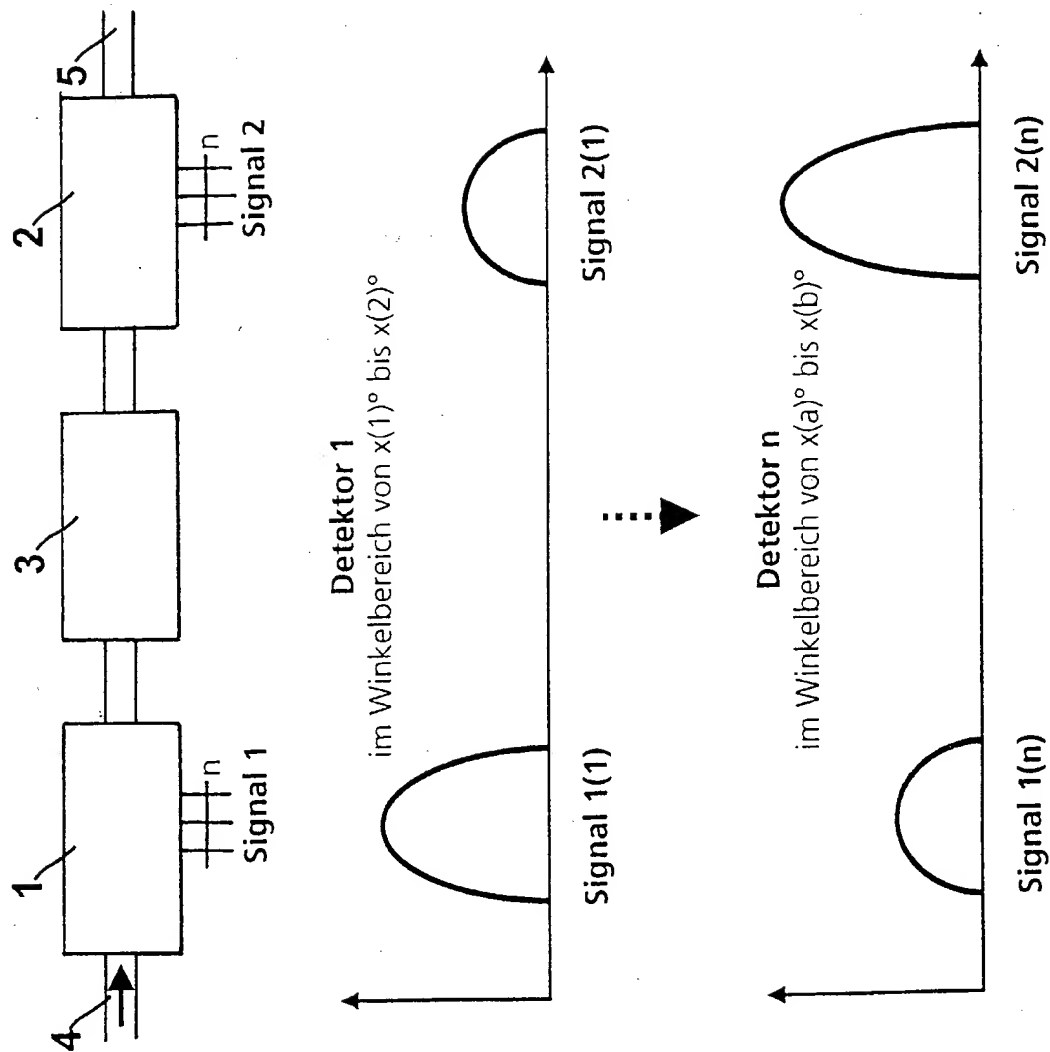 4
1
3
2
5
n
n
Signal 1
Signal 2
Detektor 1
im Winkelbereich von x(1)° bis x(2)°
Signal 1(1)
Signal 2(1)
Detektor n
im Winkelbereich von x(a)° bis x(b)°
Signal 1(n)
Signal 2(n)